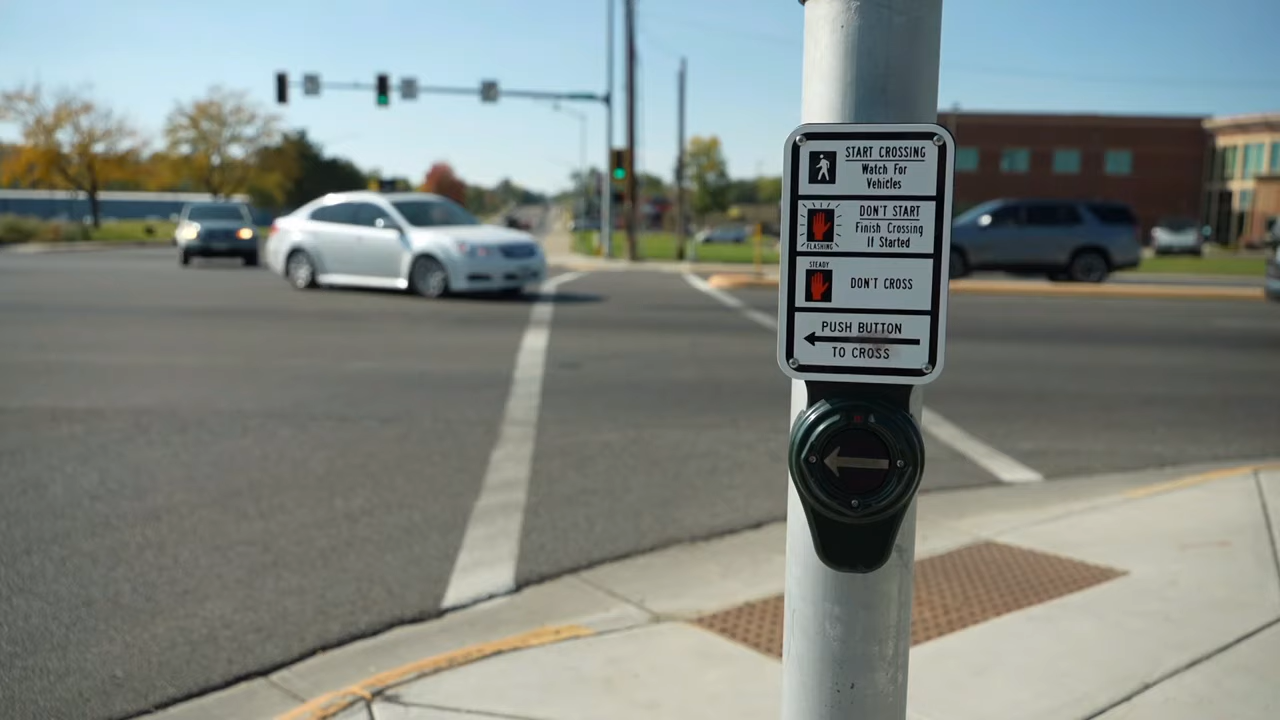 START CROSSING
Watch For
Vehicles
DON'T START
Finish Crossing
If Started
FLASHING
STEADY
DON'T CROSS
PUSH BUTTON
TO CROSS